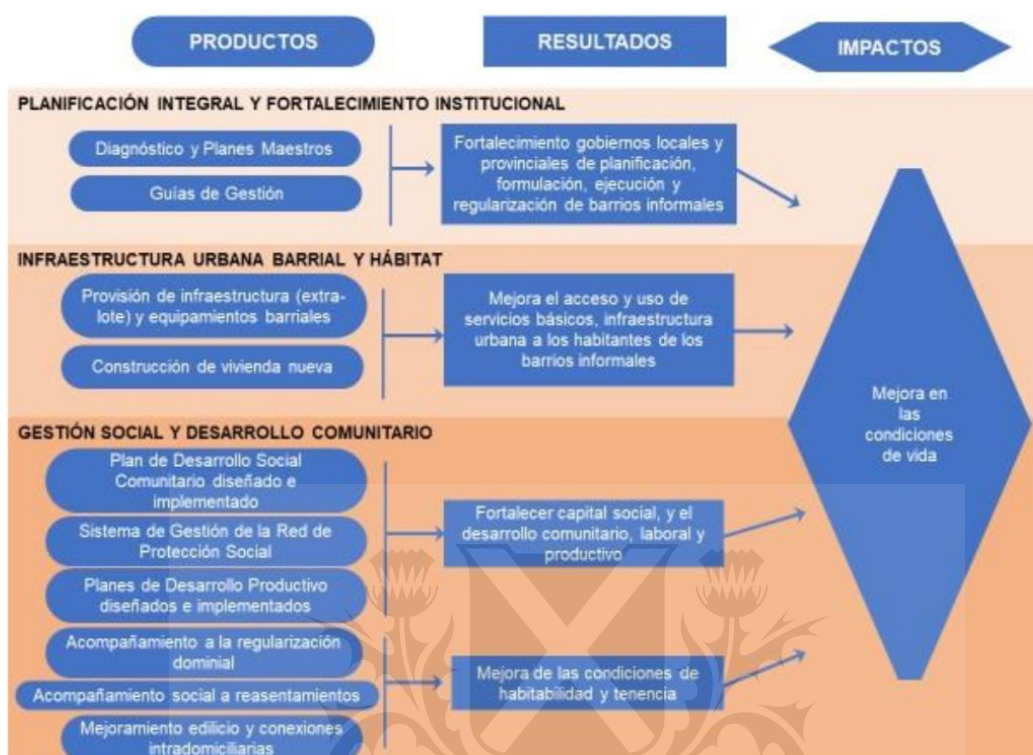 PRODUCTOS
RESULTADOS
IMPACTOS
PLANIFICACIÓN INTEGRAL Y FORTALECIMIENTO INSTITUCIONAL
Diagnóstico y Planes Maestros
Guías de Gestión
Fortalecimiento gobiernos locales y
provinciales de planificación,
formulación, ejecución y
regularización de barrios informales
INFRAESTRUCTURA URBANA BARRIAL Y HÁBITAT
Provisión de infraestructura (extra-
lote) y equipamientos barriales
Construcción de vivienda nueva
Mejora el acceso y uso de
servicios básicos, infraestructura
urbana a los habitantes de los
barrios informales
GESTIÓN SOCIAL Y DESARROLLO COMUNITARIO
Plan de Desarrollo Social
Comunitario diseñado e
implementado
Sistema de Gestión de la Red de
Protección Social
Planes de Desarrollo Productivo
diseñados e implementados
Fortalecer capital social, y el
desarrollo comunitario, laboral y
productivo
Acompañamiento a la regularización
dominial
Acompañamiento social a reasentamientos
Mejoramiento edilicio y conexiones
intradomiciliarias
Mejora de las condiciones de
habitabilidad y tenencia
Mejora en
las
condiciones
de vida